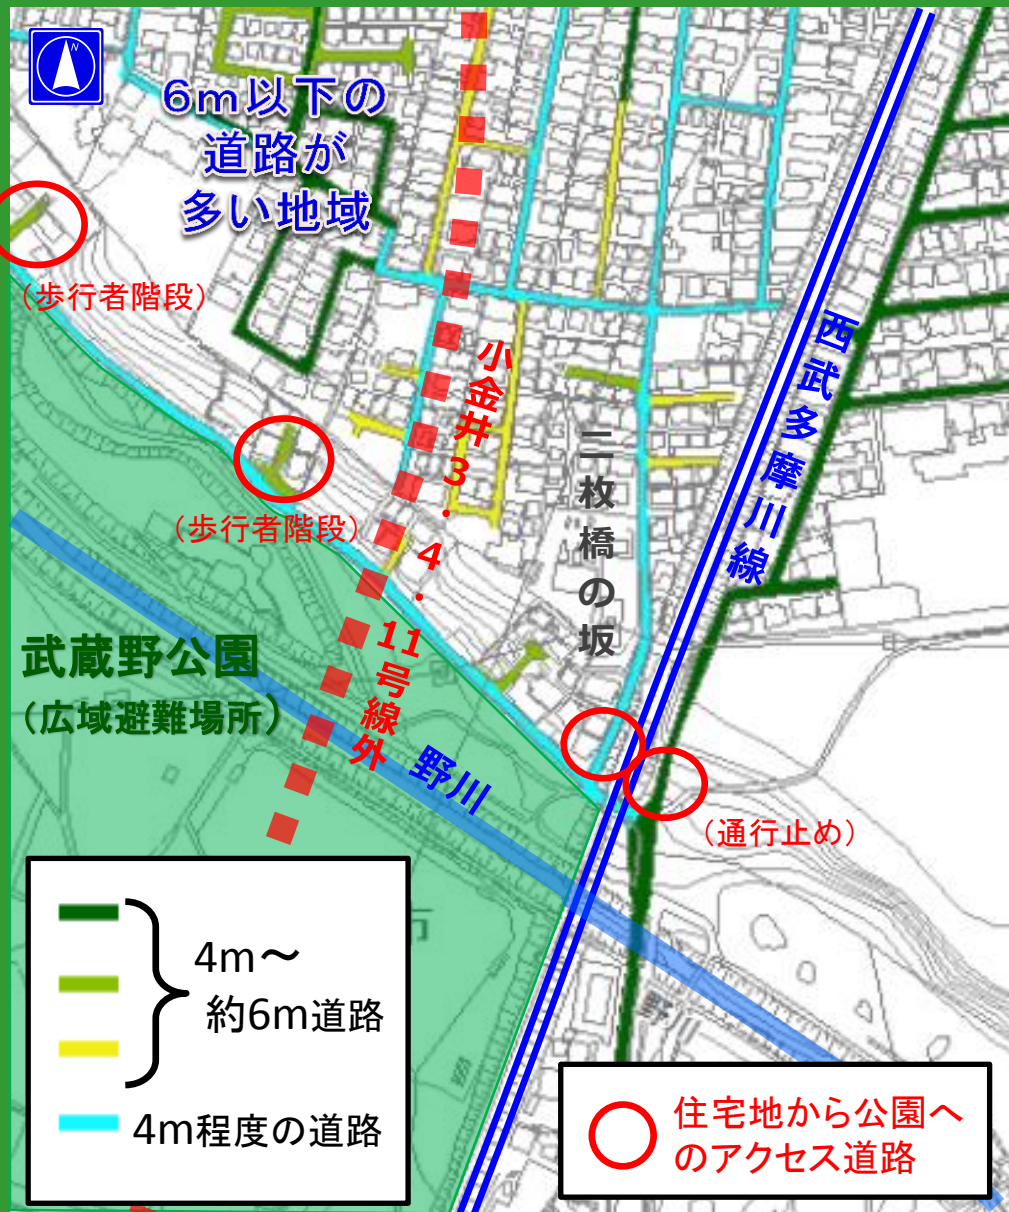 N
6m以下の
道路が
多い地域
(歩行者階段)
(歩行者階段)
小金井3・4・11号線外
二枚橋の坂
西武多摩川線
武蔵野公園
(広域避難場所)
野川
(通行止め)
野川
4m～
約6m道路
4m程度の道路
住宅地から公園へ
のアクセス道路